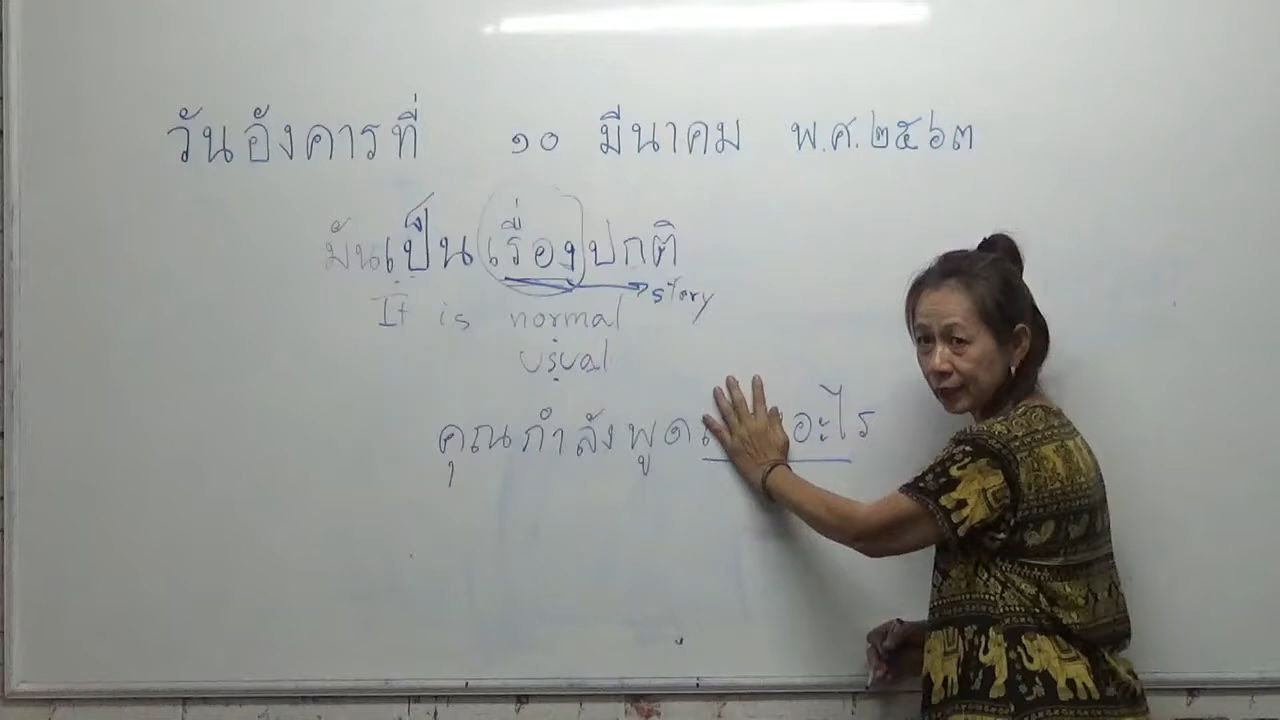 วันอังคารที่ ๑๐ มีนาคม พ.ศ.๒๕๖๓
มันเป็นเรื่องปกติ
story
It is normal
usual
คุณกำลังพูด อะไร